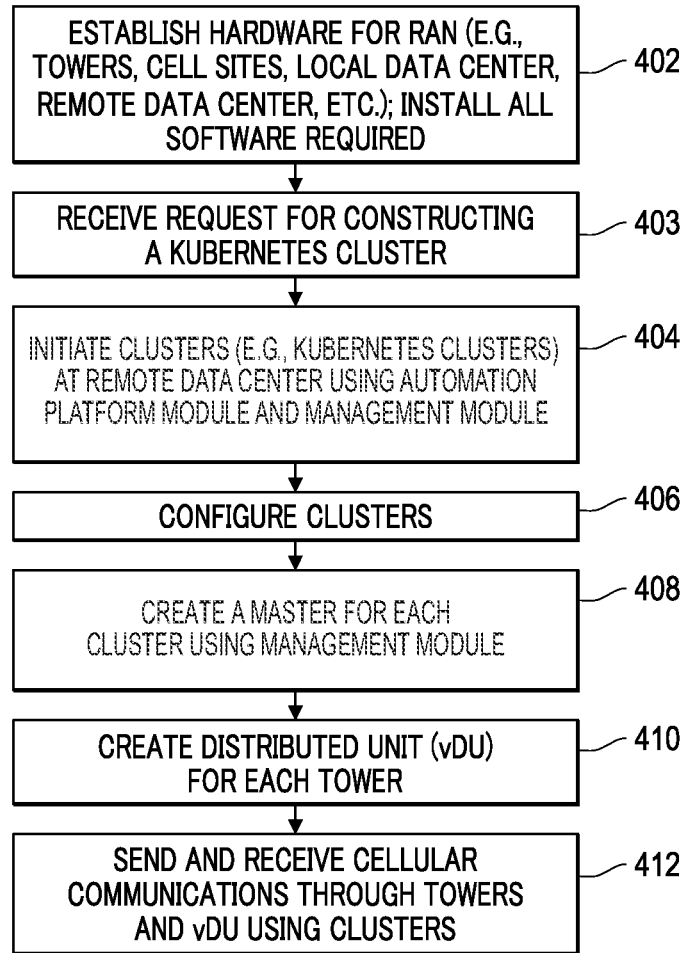 ESTABLISH HARDWARE FOR RAN (E.G.,
TOWERS, CELL SITES, LOCAL DATA CENTER,
REMOTE DATA CENTER, ETC.); INSTALL ALL
SOFTWARE REQUIRED
402
RECEIVE REQUEST FOR CONSTRUCTING
A KUBERNETES CLUSTER
403
INITIATE CLUSTERS (E.G., KUBERNETES CLUSTERS)
AT REMOTE DATA CENTER USING AUTOMATION
PLATFORM MODULE AND MANAGEMENT MODULE
404
CONFIGURE CLUSTERS
406
CREATE A MASTER FOR EACH
CLUSTER USING MANAGEMENT MODULE
408
CREATE DISTRIBUTED UNIT (vDU)
FOR EACH TOWER
410
SEND AND RECEIVE CELLULAR
COMMUNICATIONS THROUGH TOWERS
AND vDU USING CLUSTERS
412